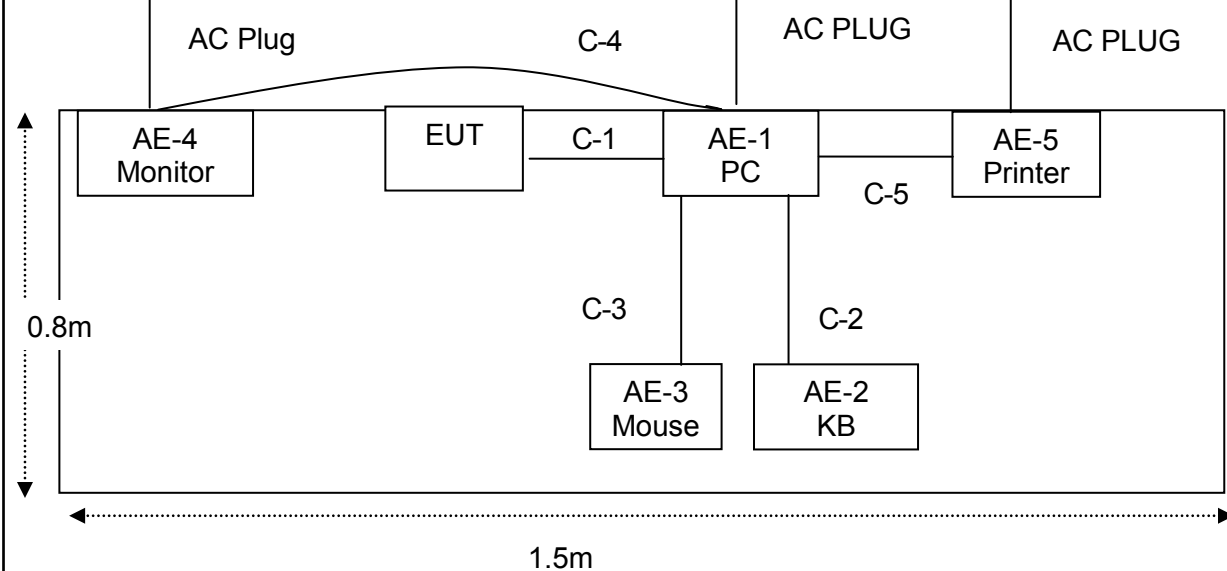 AC Plug
C-4
AC PLUG
AC PLUG
AE-4
Monitor
EUT
C-1
AE-1
PC
AE-5
Printer
C-5
C-3
C-2
0.8m
AE-3
Mouse
AE-2
KB
1.5m